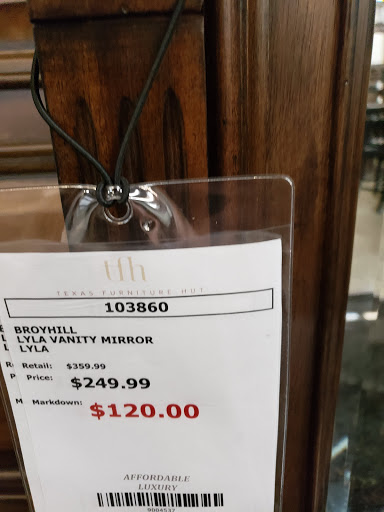 tfh
TEXAS FURNITURE HUT
103860
BROYHILL
LYLA VANITY MIRROR
LYLA
Retail: $359.99
Price: $249.99
Markdown: $120.00
AFFORDABLE
LUXURY
9004537